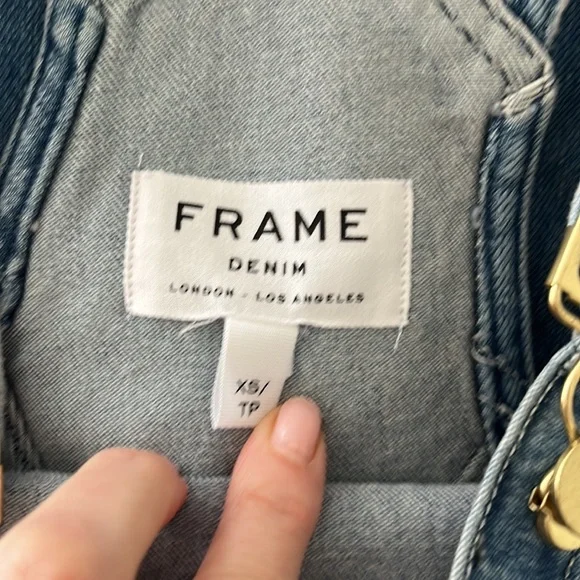 FRAME
DENIM
LONDON - LOS ANGELES
XS/
TP